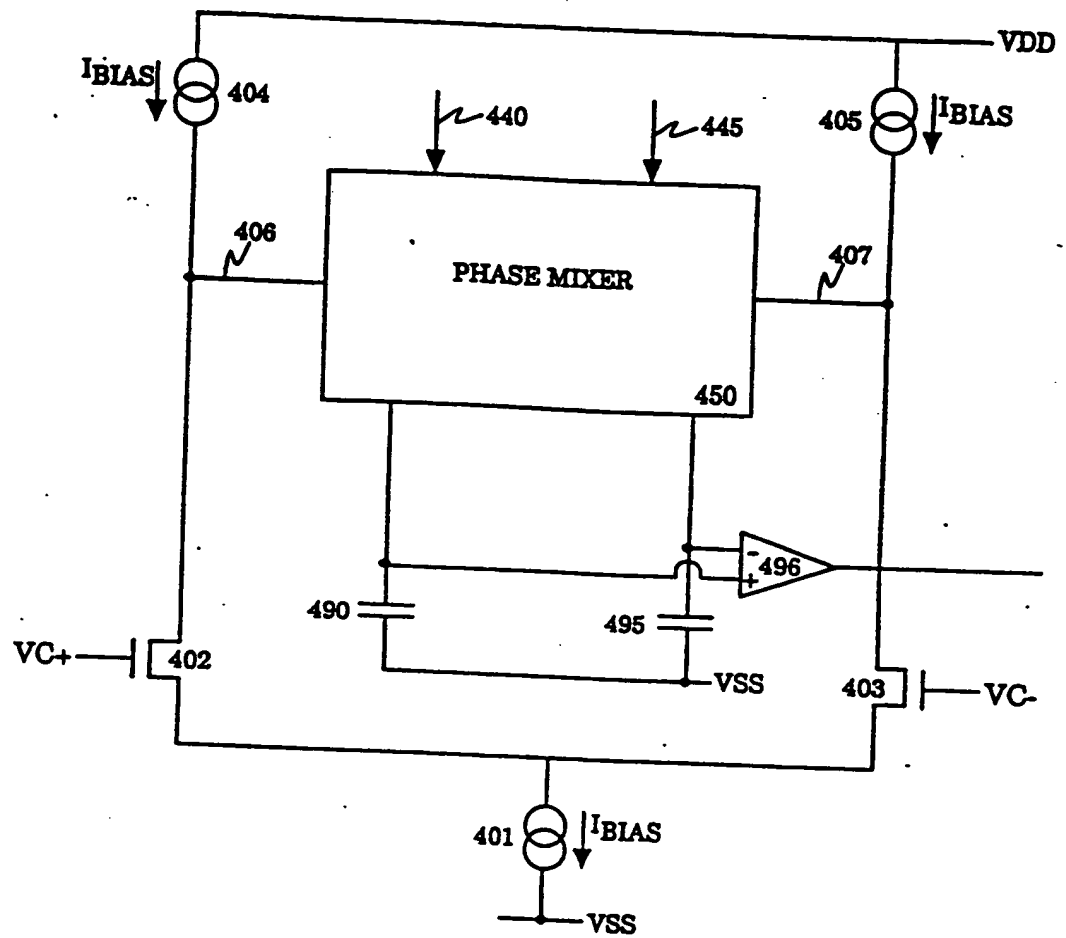 VDD
IBIAS
404
440
445
405
IBIAS
406
407
PHASE MIXER
450
-
496
+
490
495
VC+
402
VSS
403
VC-
401
IBIAS
VSS